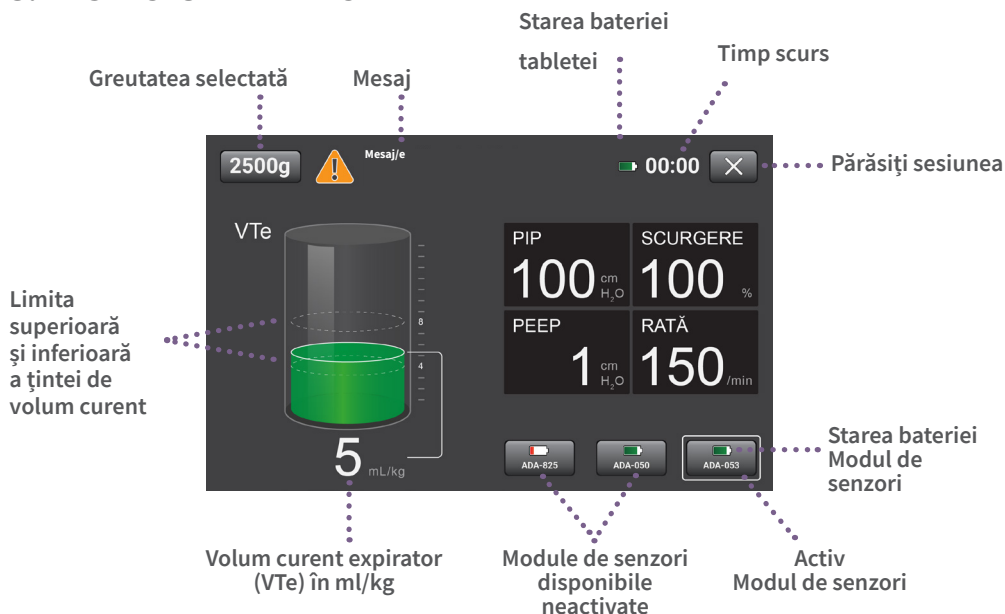 Starea bateriei
tabletei
Timp scurs
Greutatea selectată
Mesaj
2500g
Mesaj/e
00:00
Părăsiți sesiunea
VTe
PIP
100 cm H₂O
SCURGERE
100 %
PEEP
1 cm H₂O
RATĂ
150 /min
Limita
superioară
și inferioară
a țintei de
volum curent
8
4
5 mL/kg
ADA-825
ADA-050
ADA-053
Starea bateriei
Modul de
senzori
Volum curent expirator
(VTe) în ml/kg
Module de senzori
disponibile
neactivate
Activ
Modul de senzori